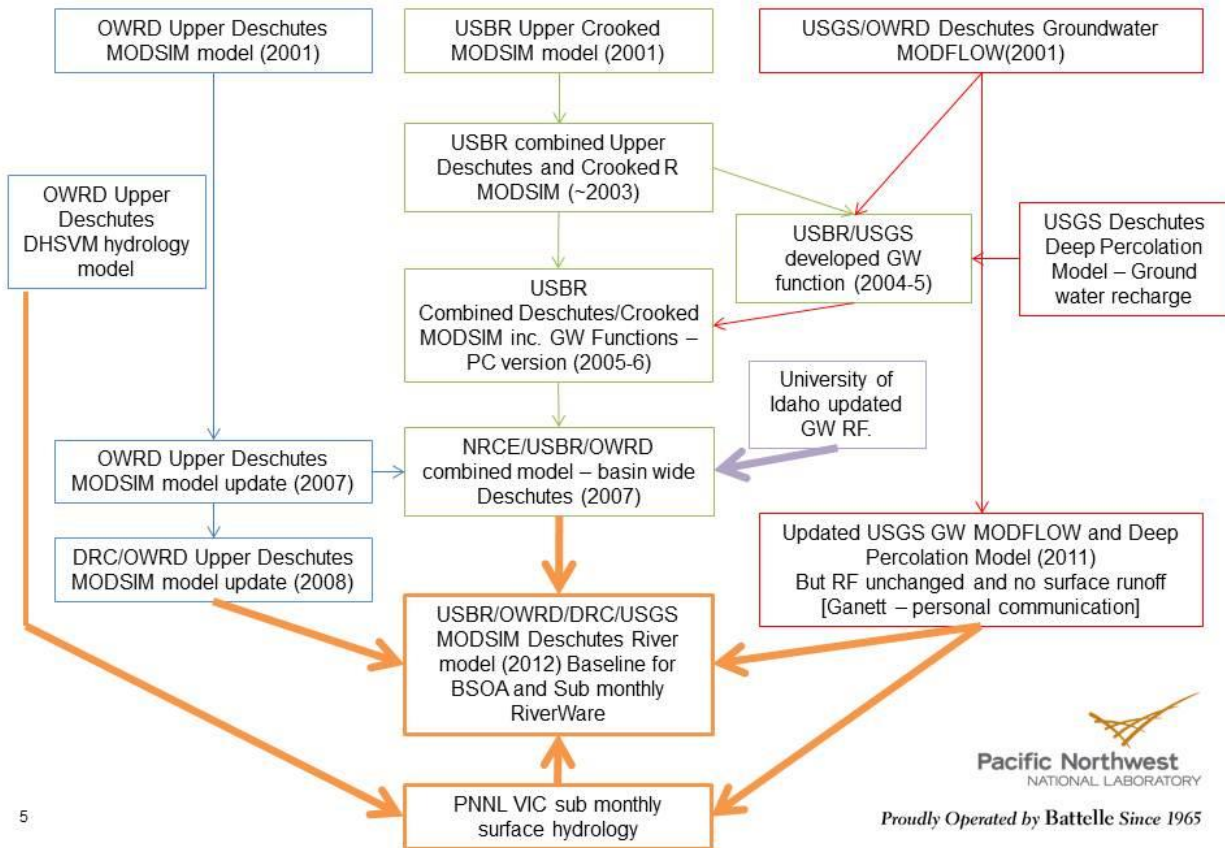 OWRD Upper Deschutes
MODSIM model (2001)
USBR Upper Crooked
MODSIM model (2001)
USGS/OWRD Deschutes Groundwater
MODFLOW(2001)
USBR combined Upper
Deschutes and Crooked R
MODSIM (~2003)
OWRD Upper
Deschutes
DHSVM hydrology
model
USBR/USGS
developed GW
function (2004-5)
USGS Deschutes
Deep Percolation
Model – Ground
water recharge
USBR
Combined Deschutes/Crooked
MODSIM inc. GW Functions –
PC version (2005-6)
University of
Idaho updated
GW RF.
OWRD Upper Deschutes
MODSIM model update (2007)
NRCE/USBR/OWRD
combined model – basin wide
Deschutes (2007)
DRC/OWRD Upper Deschutes
MODSIM model update (2008)
Updated USGS GW MODFLOW and Deep
Percolation Model (2011)
But RF unchanged and no surface runoff
[Ganett – personal communication]
USBR/OWRD/DRC/USGS
MODSIM Deschutes River
model (2012) Baseline for
BSOA and Sub monthly
RiverWare
PNNL VIC sub monthly
surface hydrology
Pacific Northwest
NATIONAL LABORATORY
Proudly Operated by Battelle Since 1965
5